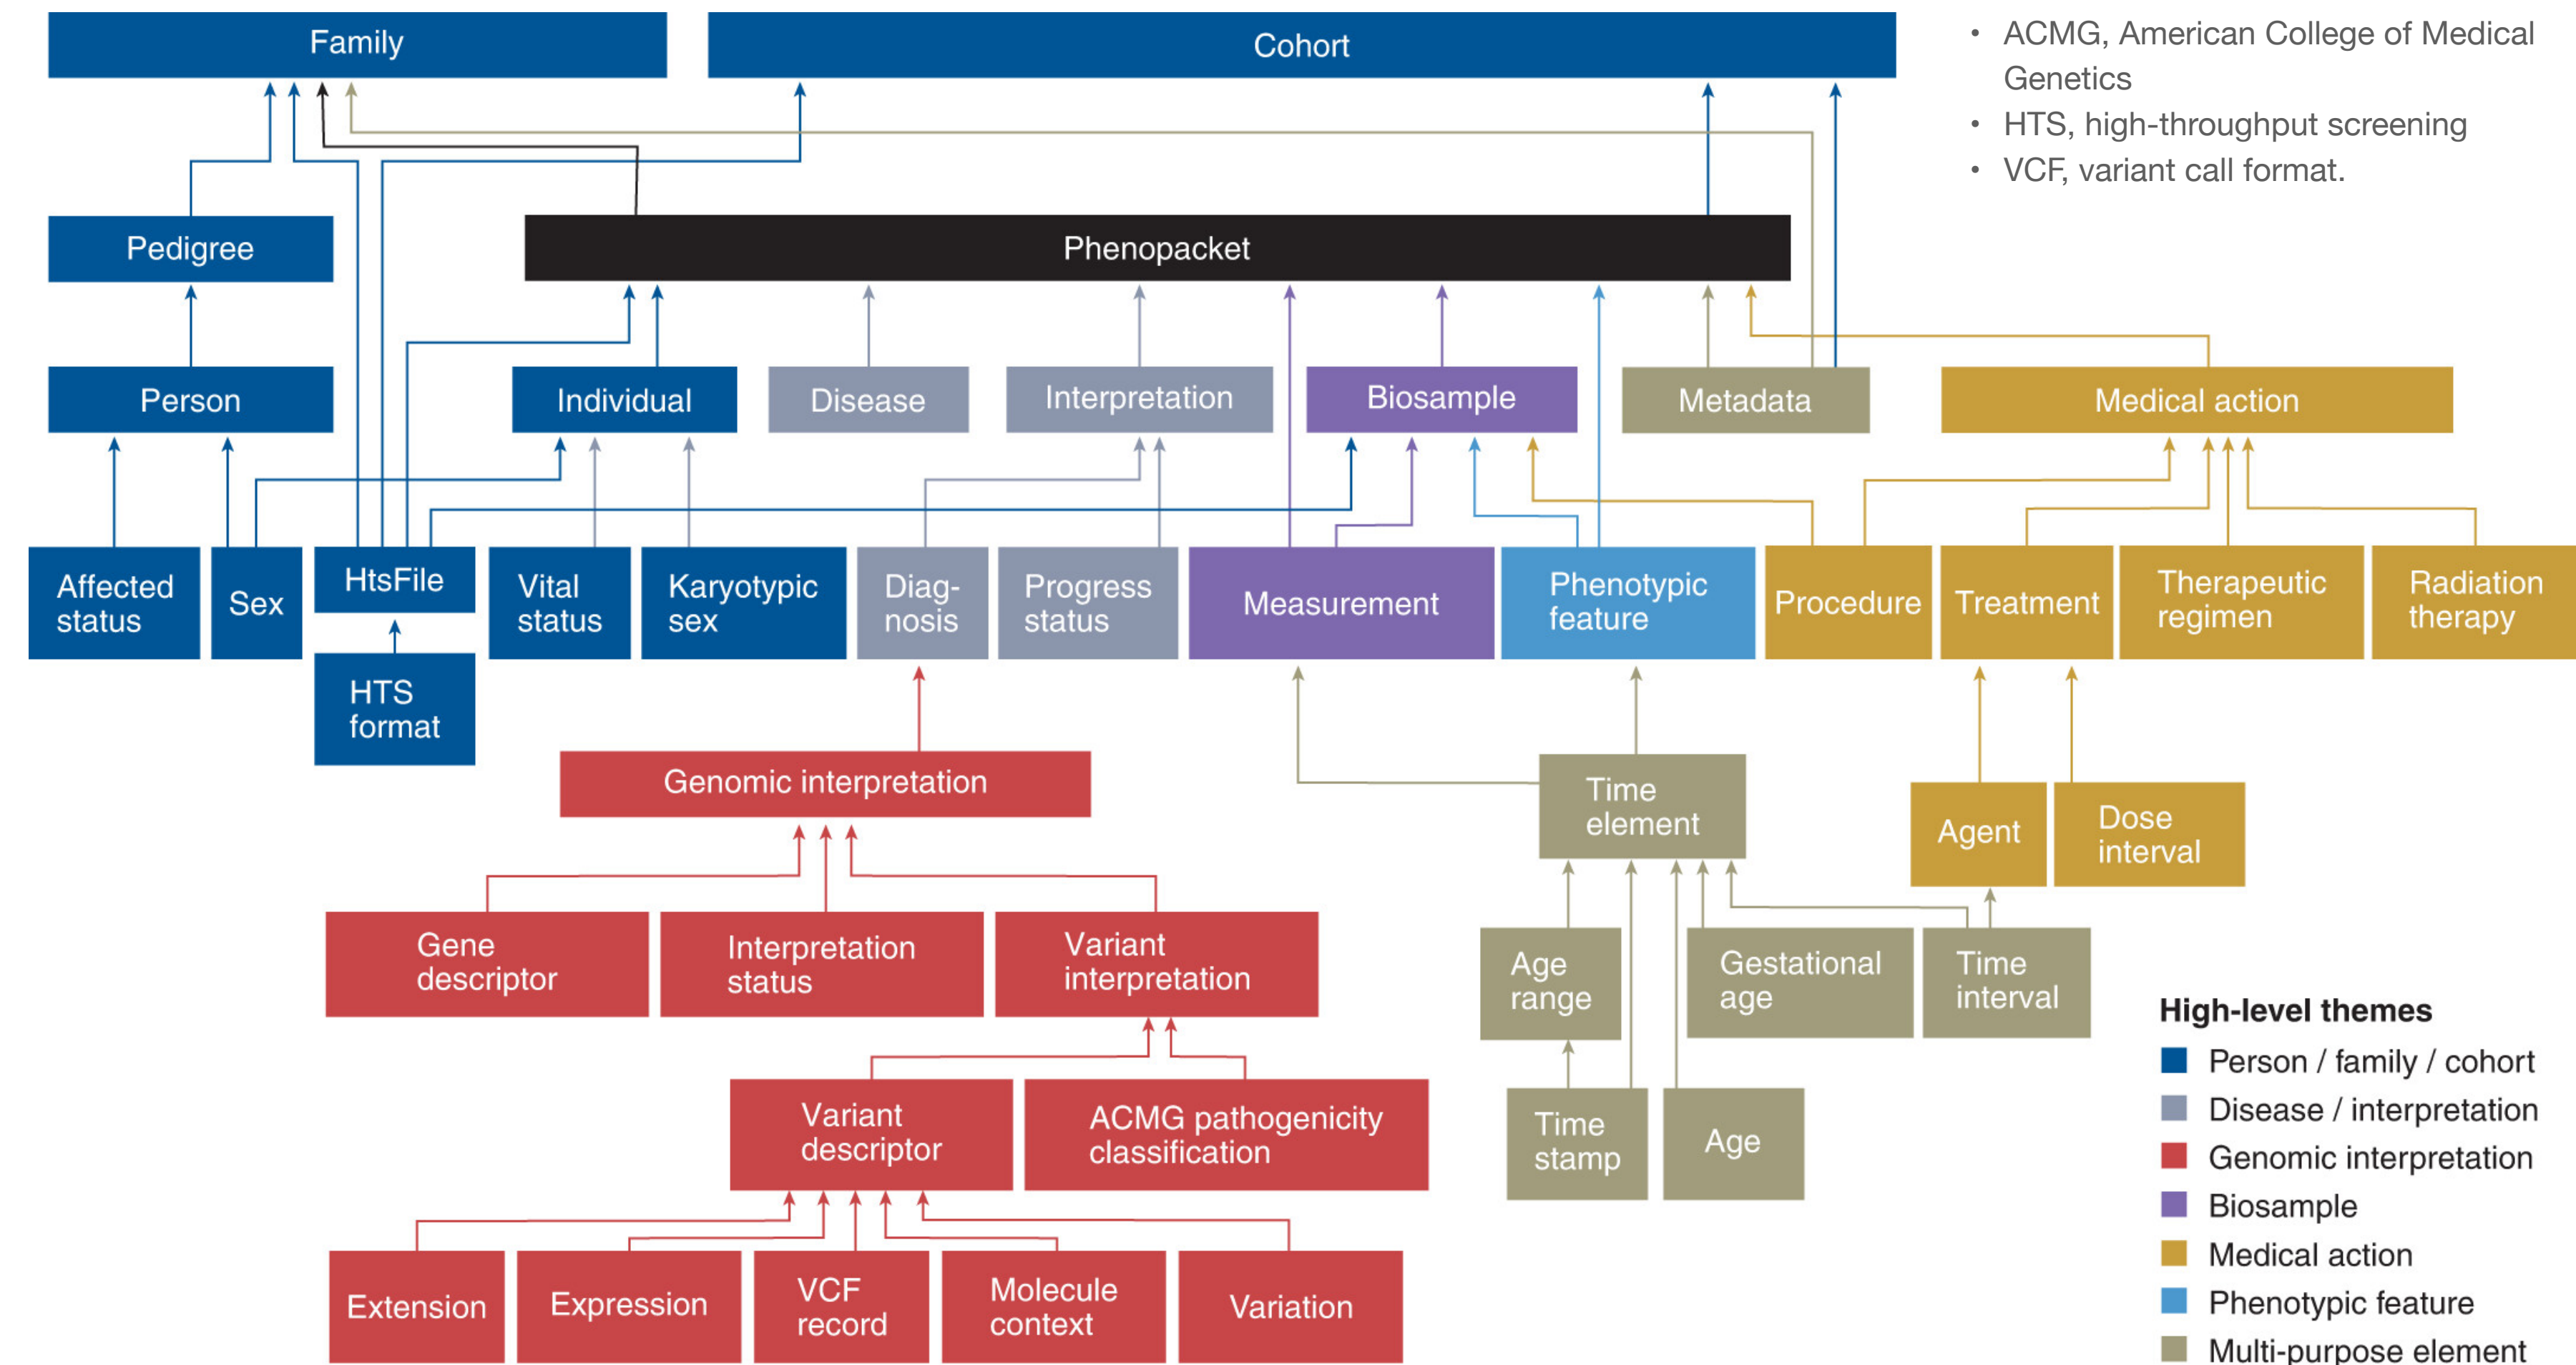 Family
Cohort
• ACMG, American College of Medical
Genetics
• HTS, high-throughput screening
• VCF, variant call format.
Pedigree
Phenopacket
Person
Individual
Disease
Interpretation
Biosample
Metadata
Medical action
Affected
status
Sex
HtsFile
Vital
status
Karyotypic
sex
Diag-
nosis
Progress
status
Measurement
Phenotypic
feature
Procedure
Treatment
Therapeutic
regimen
Radiation
therapy
HTS
format
Genomic interpretation
Time
element
Agent
Dose
interval
Gene
descriptor
Interpretation
status
Variant
interpretation
Age
range
Gestational
age
Time
interval
Variant
descriptor
ACMG pathogenicity
classification
Time
stamp
Age
Extension
Expression
VCF
record
Molecule
context
Variation
High-level themes
Person / family / cohort
Disease / interpretation
Genomic interpretation
Biosample
Medical action
Phenotypic feature
Multi-purpose element